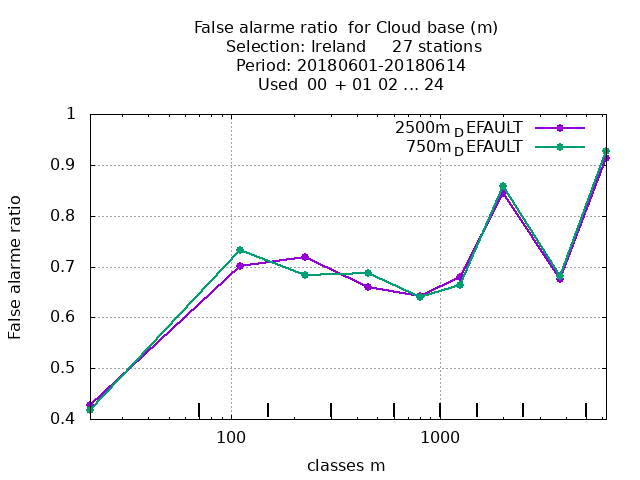 False alarme ratio  for Cloud base (m)
Selection: Ireland     27 stations
Period: 20180601-20180614
Used  00  + 01 02 ... 24
2500m_DEFAULT
750m_DEFAULT
1
0.9
0.8
0.7
0.6
0.5
0.4
False alarme ratio
100
1000
classes m